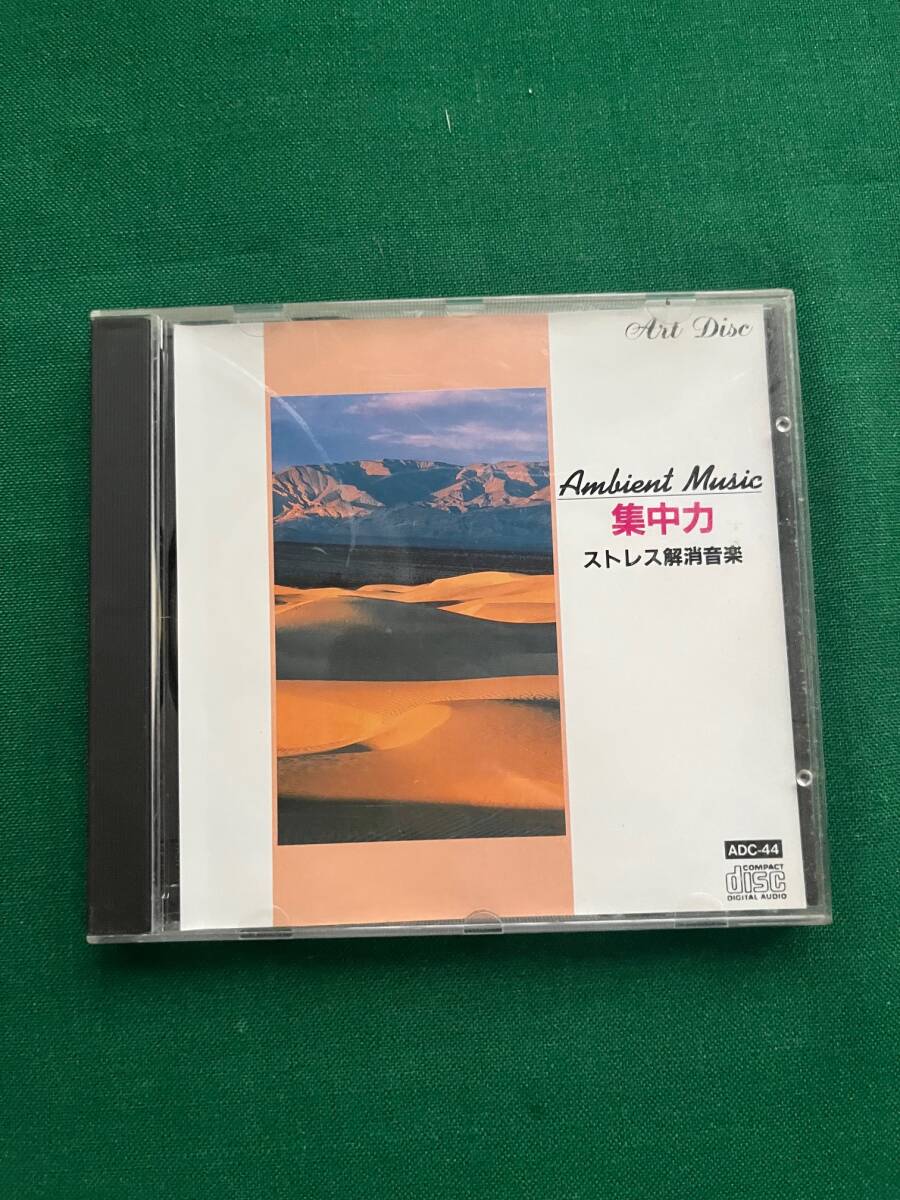 Art Disc
Ambient Music
集中力
ストレス解消音楽
ADC-44
COMPACT
disc
DIGITAL AUDIO